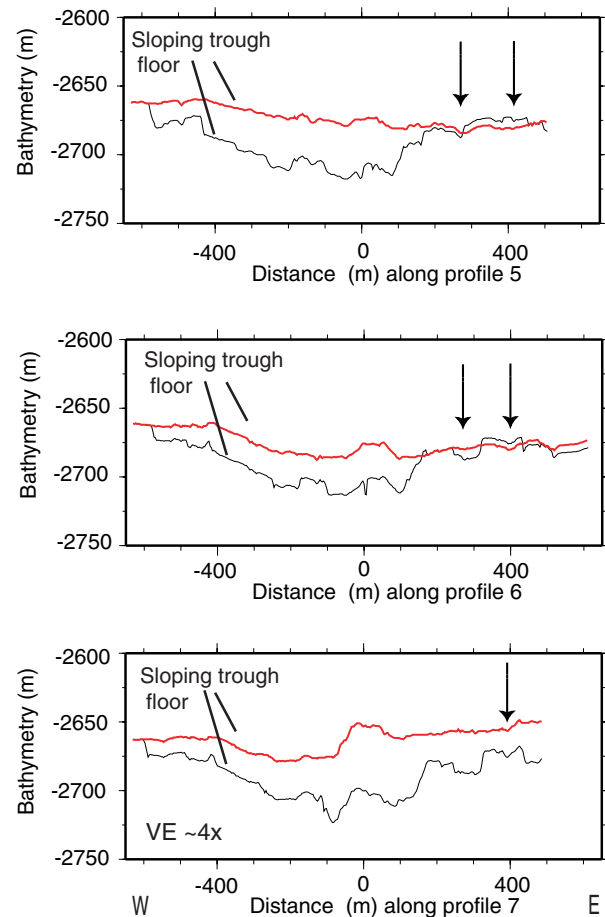 -2600
-2650
-2700
-2750
Bathymetry (m)
Sloping trough
floor
-400
0
400
Distance (m) along profile 5
-2600
-2650
-2700
-2750
Bathymetry (m)
Sloping trough
floor
-400
0
400
Distance (m) along profile 6
-2600
-2650
-2700
-2750
Bathymetry (m)
Sloping trough
floor
VE ~4x
-400
0
400
W
Distance (m) along profile 7
E